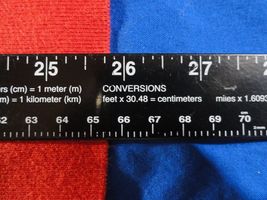 25 26 27
rs (cm) = 1 meter (m) CONVERSIONS
m) = 1 kilometer (km) feet x 30.48 = centimeters miles x 1.6093
62 63 64 65 66 67 68 69 70